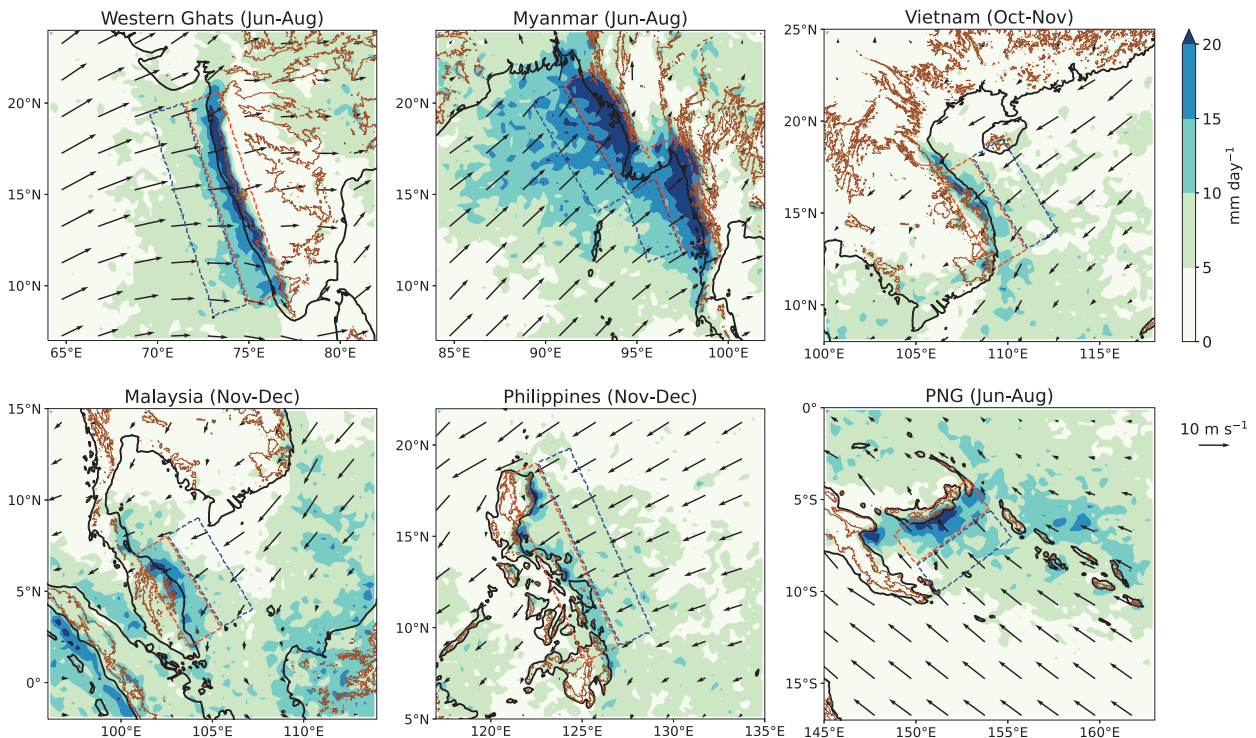 Western Ghats (Jun-Aug)
Myanmar (Jun-Aug)
Vietnam (Oct-Nov)
20°N
15°N
10°N
65°E 70°E 75°E 80°E
20°N
15°N
10°N
85°E 90°E 95°E 100°E
25°N
20°N
15°N
10°N
100°E 105°E 110°E 115°E
20
15
10
5
0
mm day⁻¹
Malaysia (Nov-Dec)
Philippines (Nov-Dec)
PNG (Jun-Aug)
15°N
10°N
5°N
0°
100°E 105°E 110°E
20°N
15°N
10°N
5°N
120°E 125°E 130°E 135°E
0°
5°S
10°S
15°S
145°E 150°E 155°E 160°E
10 m s⁻¹